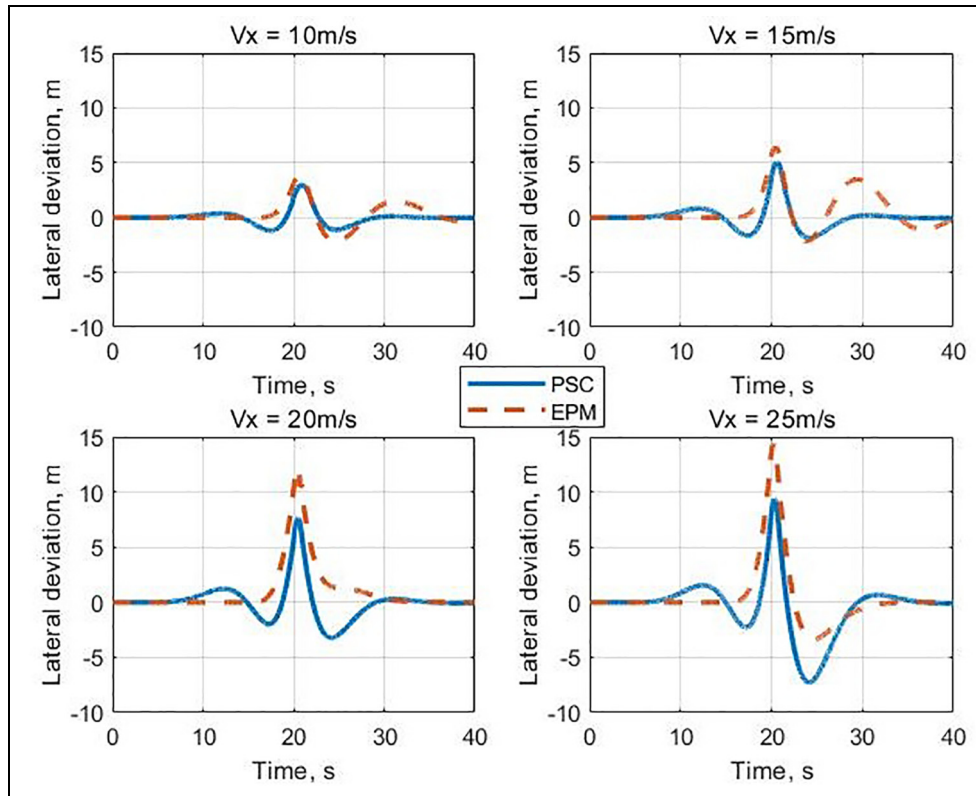 Vx = 10m/s
15
10
5
0
-5
-10
Lateral deviation, m
0 10 20 30 40
Time, s
Vx = 15m/s
15
10
5
0
-5
-10
Lateral deviation, m
0 10 20 30 40
Time, s
PSC
EPM
Vx = 20m/s
15
10
5
0
-5
-10
Lateral deviation, m
0 10 20 30 40
Time, s
Vx = 25m/s
15
10
5
0
-5
-10
Lateral deviation, m
0 10 20 30 40
Time, s